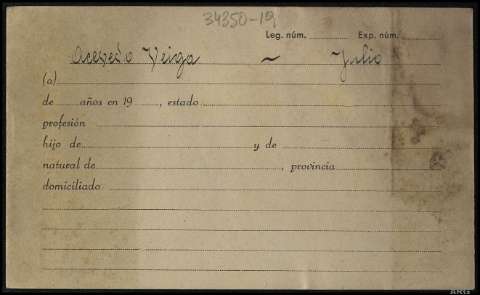 34350-19
Leg. núm. Exp. núm.
Acevedo Veiga ~ Julio
(a)
de años en 19 , estado
profesión
hijo de y de
natural de , provincia
domiciliado